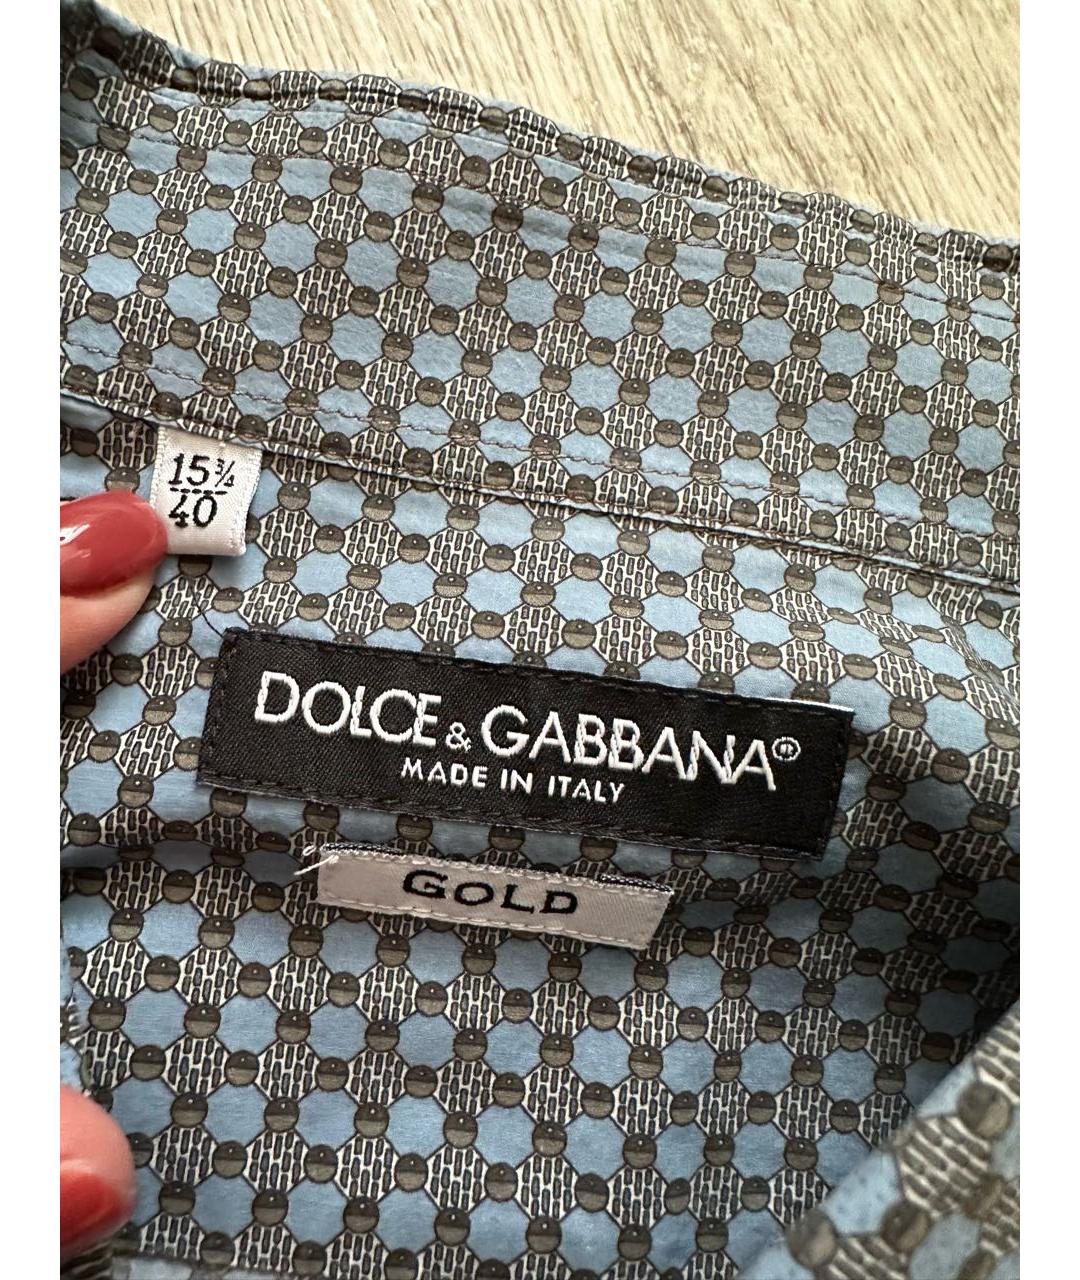 15¾
40
DOLCE & GABBANA®
MADE IN ITALY
GOLD